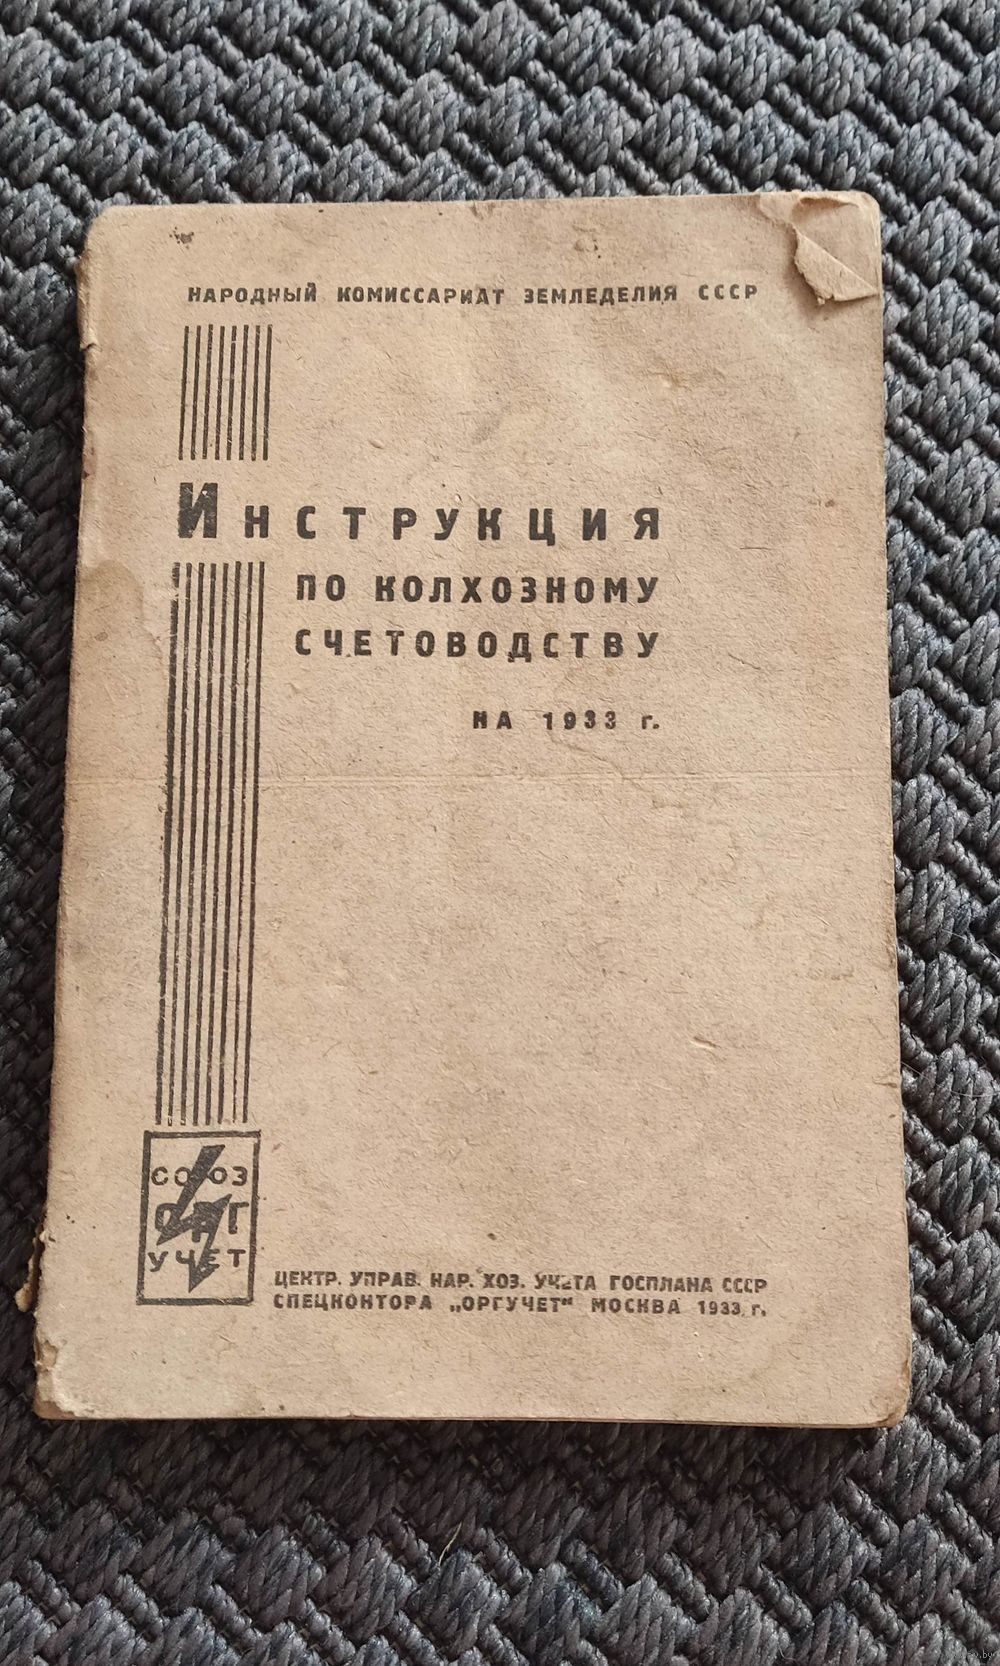 НАРОДНЫЙ КОМИССАРИАТ ЗЕМЛЕДЕЛИЯ СССР
ИНСТРУКЦИЯ
ПО КОЛХОЗНОМУ
СЧЕТОВОДСТВУ
НА 1933 г.
СОЮЗ
ОРГ
УЧЕТ
ЦЕНТР. УПРАВ. НАР. ХОЗ. УЧЕТА ГОСПЛАНА СССР
СПЕЦКОНТОРА „ОРГУЧЕТ“ МОСКВА 1933 г.